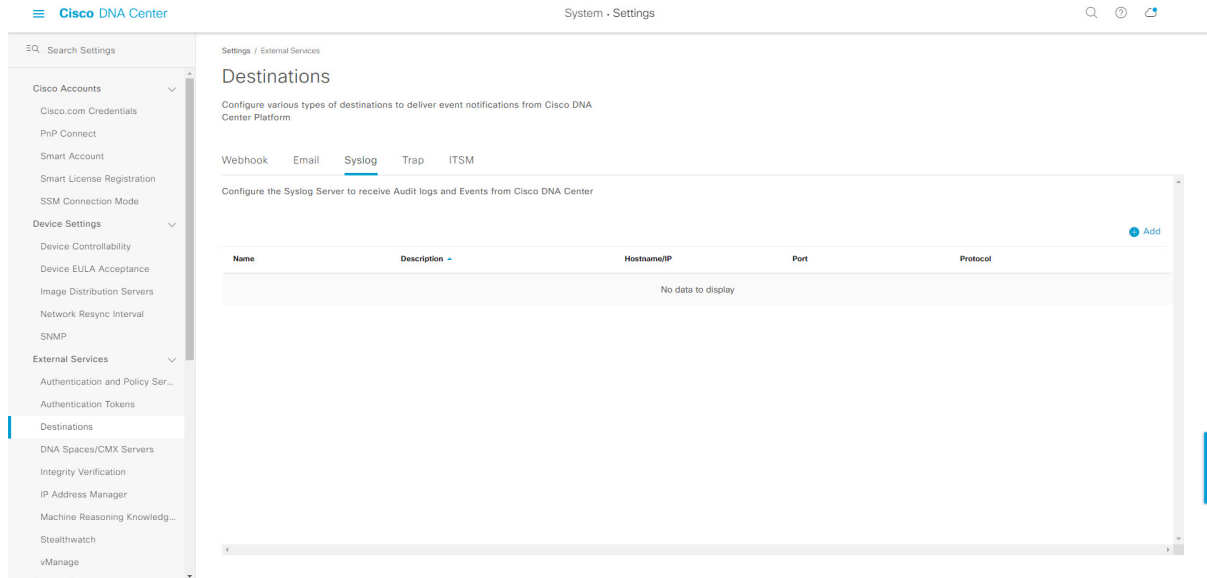 Cisco DNA Center
System · Settings
Search Settings
Cisco Accounts
Cisco.com Credentials
PnP Connect
Smart Account
Smart License Registration
SSM Connection Mode
Device Settings
Device Controllability
Device EULA Acceptance
Image Distribution Servers
Network Resync Interval
SNMP
External Services
Authentication and Policy Ser...
Authentication Tokens
Destinations
DNA Spaces/CMX Servers
Integrity Verification
IP Address Manager
Machine Reasoning Knowledg...
Stealthwatch
vManage
Settings / External Services
Destinations
Configure various types of destinations to deliver event notifications from Cisco DNA
Center Platform
Webhook Email Syslog Trap ITSM
Configure the Syslog Server to receive Audit logs and Events from Cisco DNA Center
Add
Name Description Hostname/IP Port Protocol
No data to display